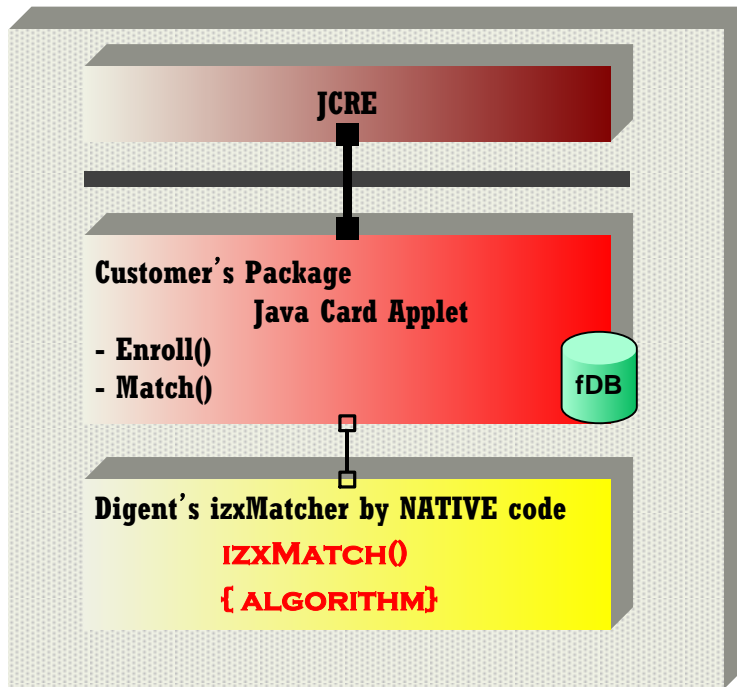 JCRE
Customer's Package
Java Card Applet
- Enroll()
- Match()
fDB
Digent's izxMatcher by NATIVE code
IZXMATCH()
{ ALGORITHM}